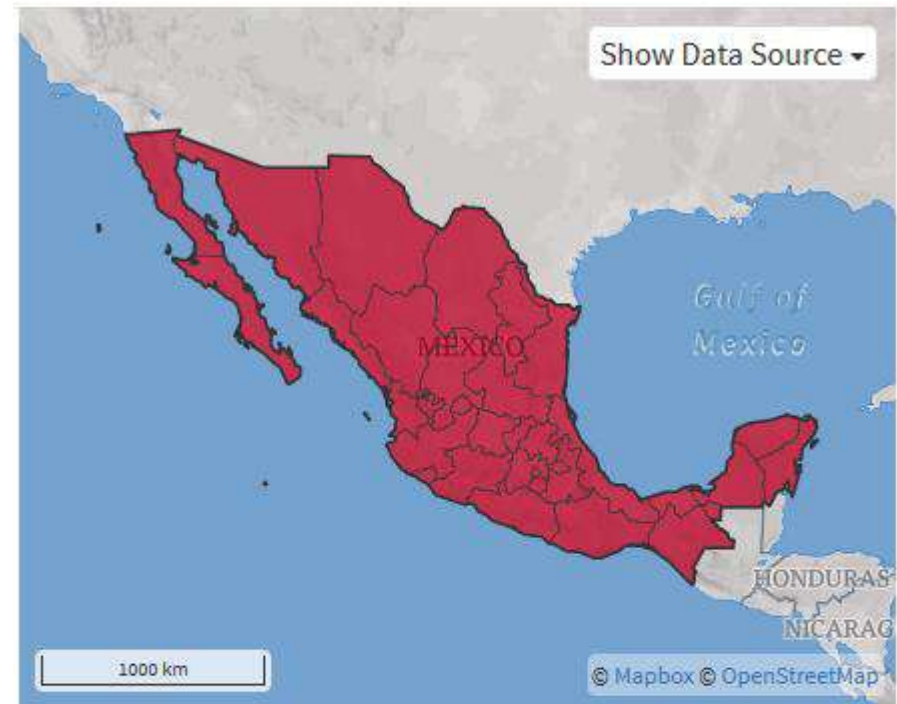 Show Data Source
Gulf of
Mexico
MEXICO
HONDURAS
NICARAG
1000 km
© Mapbox © OpenStreetMap